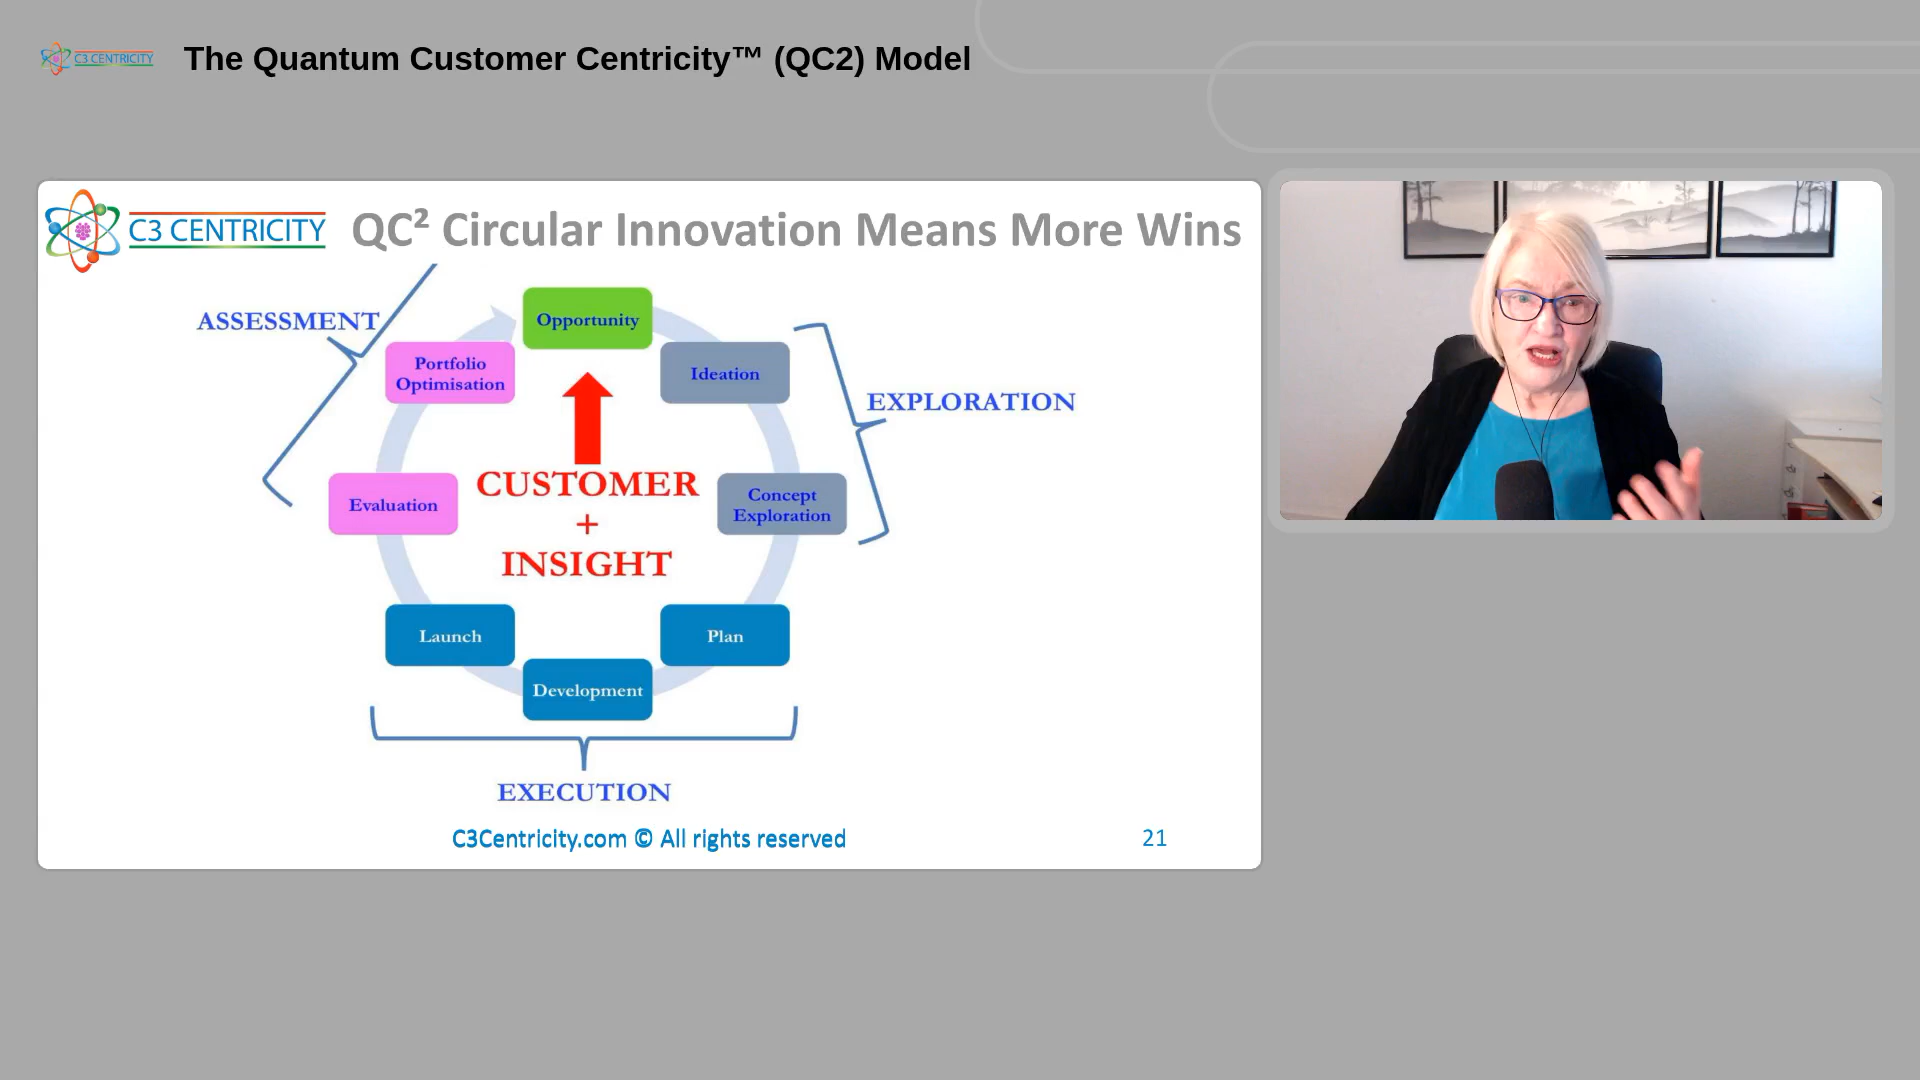 C3 CENTRICITY
The Quantum Customer Centricity™ (QC2) Model
C3 CENTRICITY
QC² Circular Innovation Means More Wins
ASSESSMENT
Opportunity
Portfolio
Optimisation
Ideation
EXPLORATION
CUSTOMER
+
INSIGHT
Evaluation
Concept
Exploration
Launch
Plan
Development
EXECUTION
C3Centricity.com © All rights reserved
21